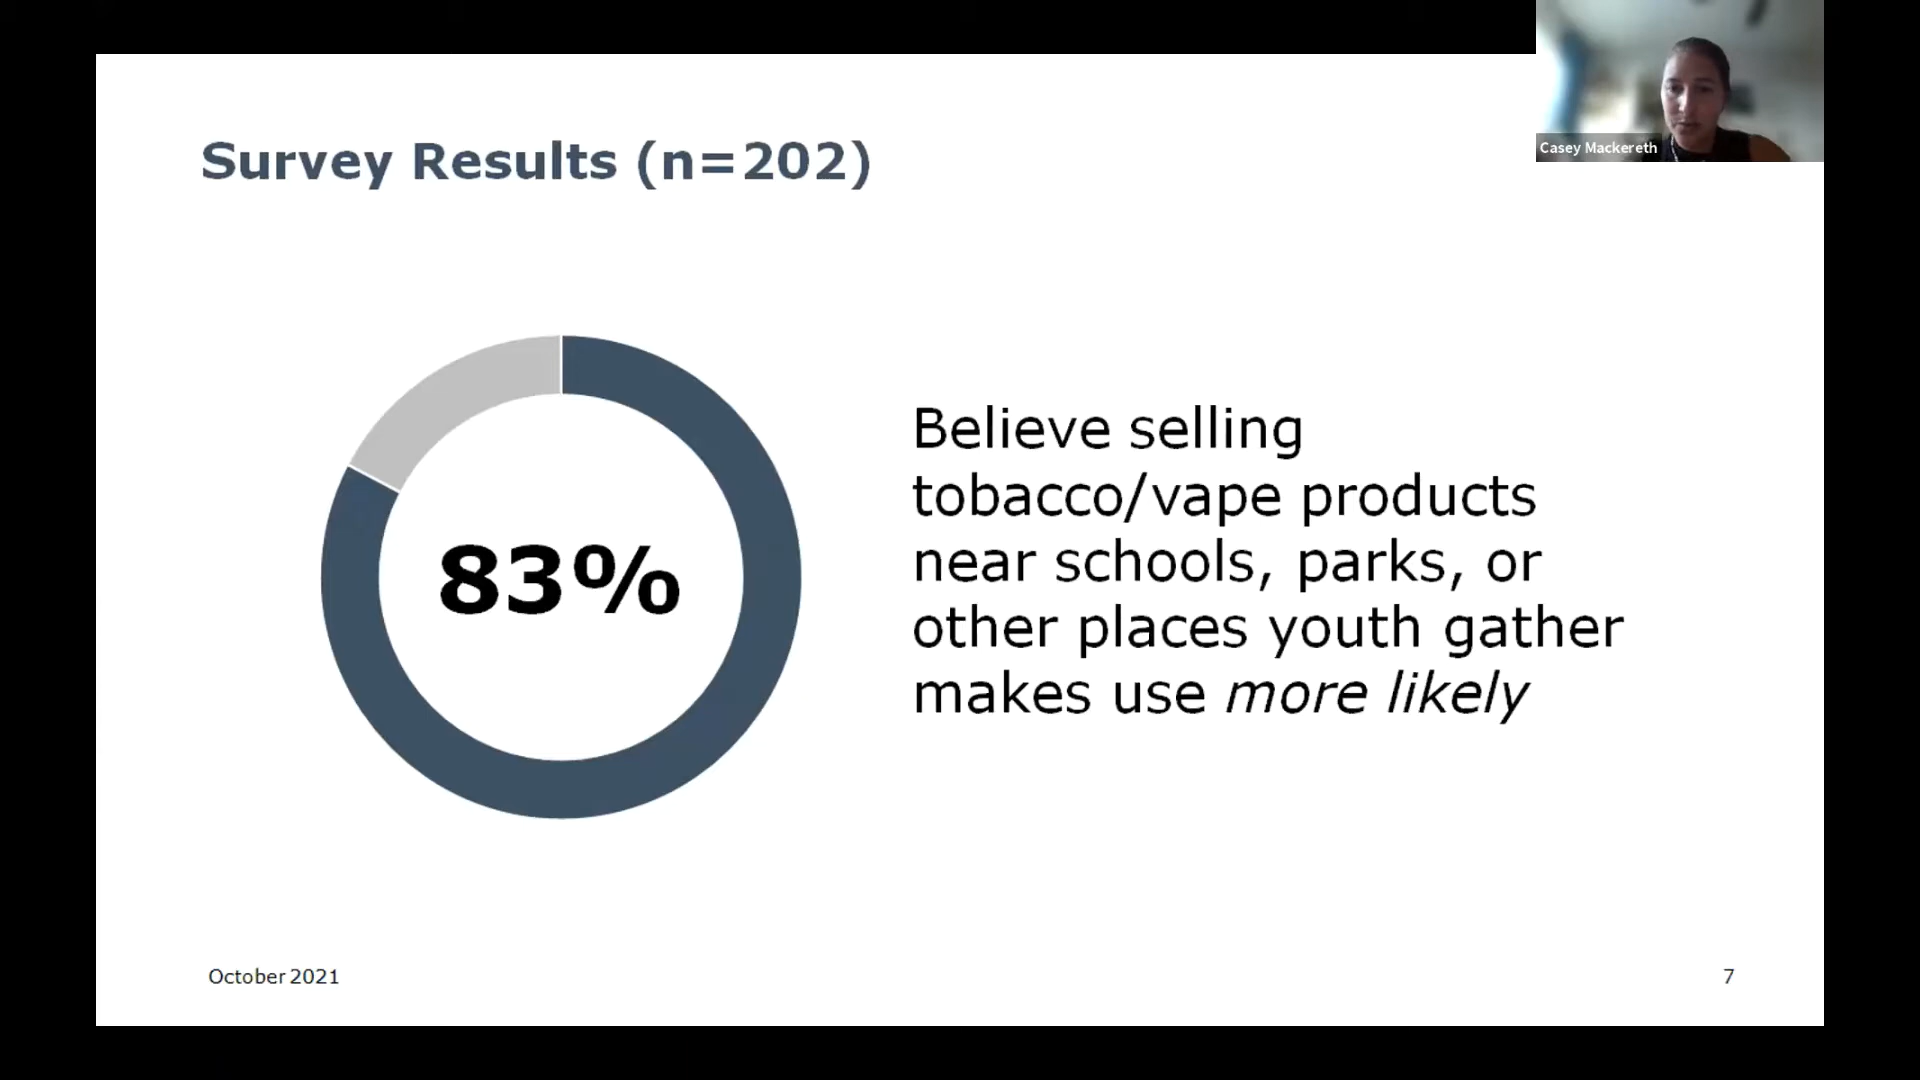 Casey Mackereth
Survey Results (n=202)
83%
Believe selling
tobacco/vape products
near schools, parks, or
other places youth gather
makes use more likely
October 2021
7